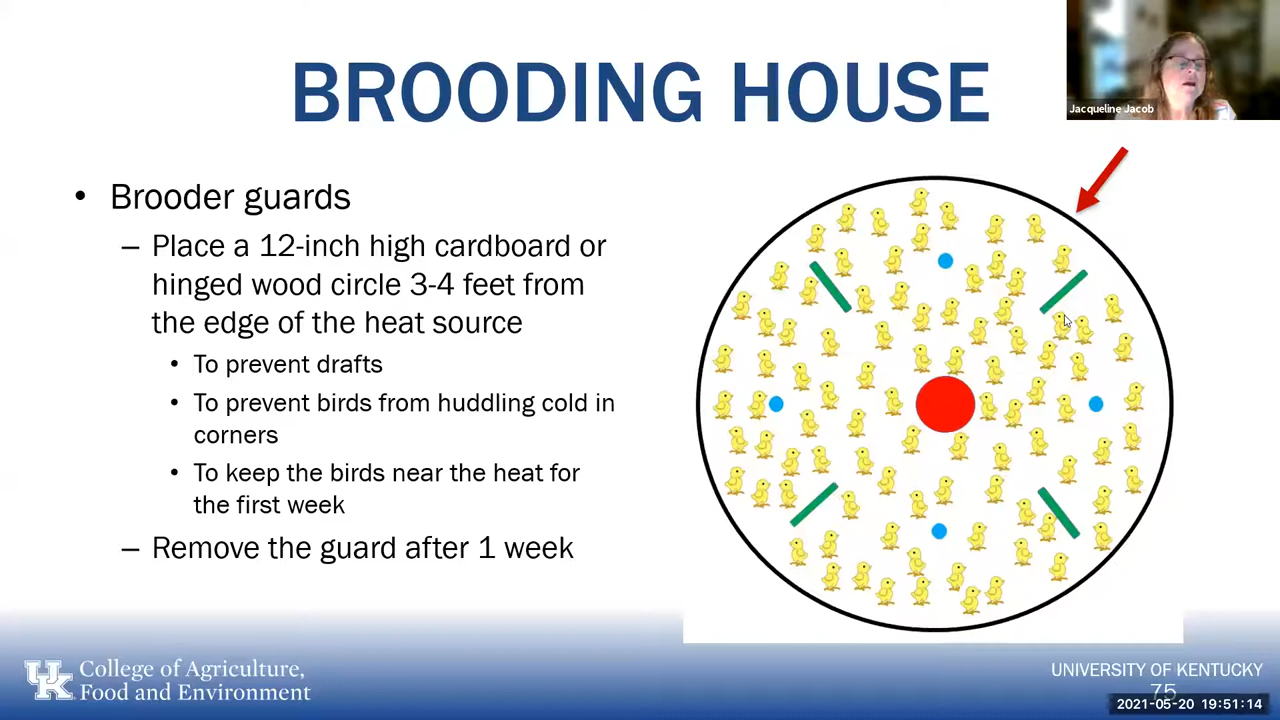 BROODING HOUSE
Jacqueline Jacob
• Brooder guards
– Place a 12-inch high cardboard or
hinged wood circle 3-4 feet from
the edge of the heat source
• To prevent drafts
• To prevent birds from huddling cold in
corners
• To keep the birds near the heat for
the first week
– Remove the guard after 1 week
UK
College of Agriculture,
Food and Environment
UNIVERSITY OF KENTUCKY
75
2021-05-20 19:51:14